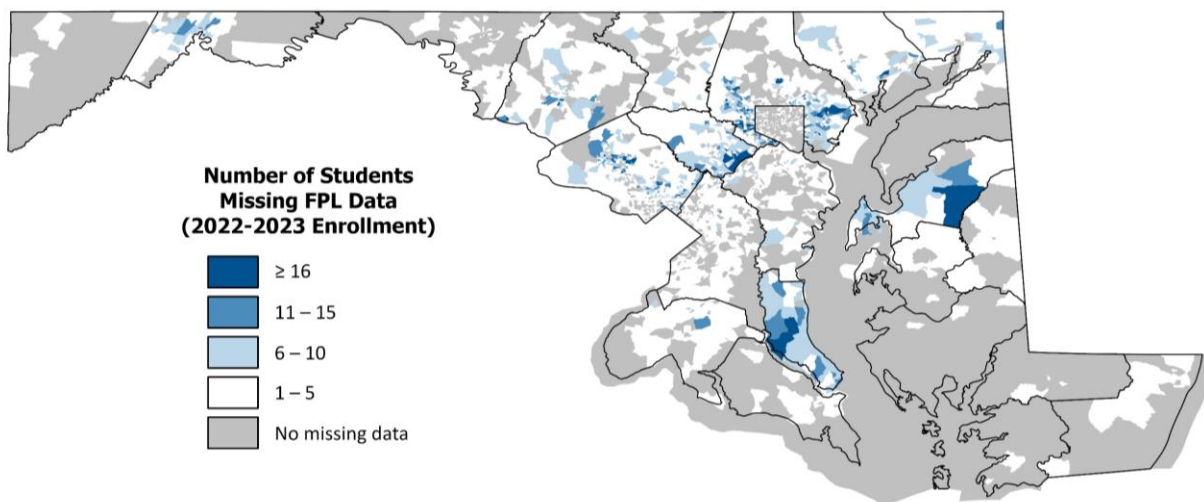 Number of Students
Missing FPL Data
(2022-2023 Enrollment)
≥ 16
11 – 15
6 – 10
1 – 5
No missing data